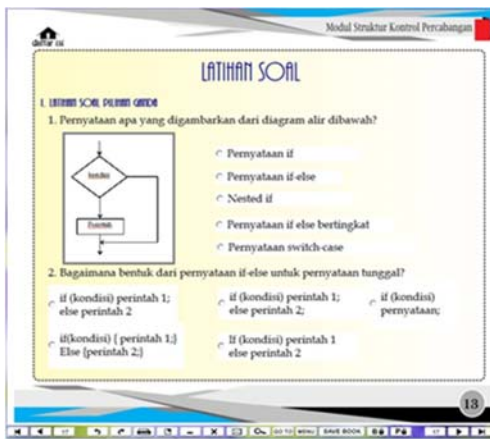 Modul Struktur Kontrol Percabangan
daftar isi
LATIHAN SOAL
I. LATIHAN SOAL PILIHAN GANDA
1. Pernyataan apa yang digambarkan dari diagram alir dibawah?
kondisi
Perintah
Pernyataan if
Pernyataan if-else
Nested if
Pernyataan if else bertingkat
Pernyataan switch-case
2. Bagaimana bentuk dari pernyataan if-else untuk pernyataan tunggal?
if (kondisi) perintah 1;
else perintah 2
if (kondisi) perintah 1;
else perintah 2;
if (kondisi)
pernyataan;
if(kondisi) { perintah 1;}
Else {perintah 2;}
If (kondisi) perintah 1
else perintah 2
13
GO TO MENU SAVE BOOK